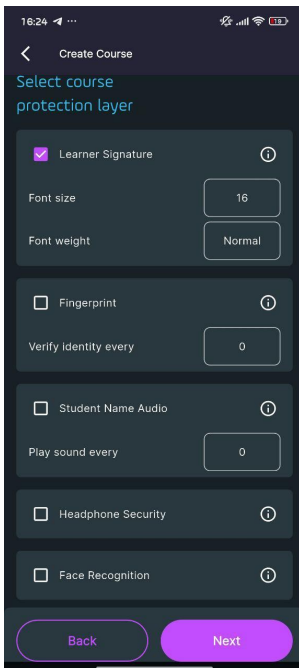 16:24
19
Create Course
Select course
protection layer
Learner Signature
Font size 16
Font weight Normal
Fingerprint
Verify identity every 0
Student Name Audio
Play sound every 0
Headphone Security
Face Recognition
Back Next